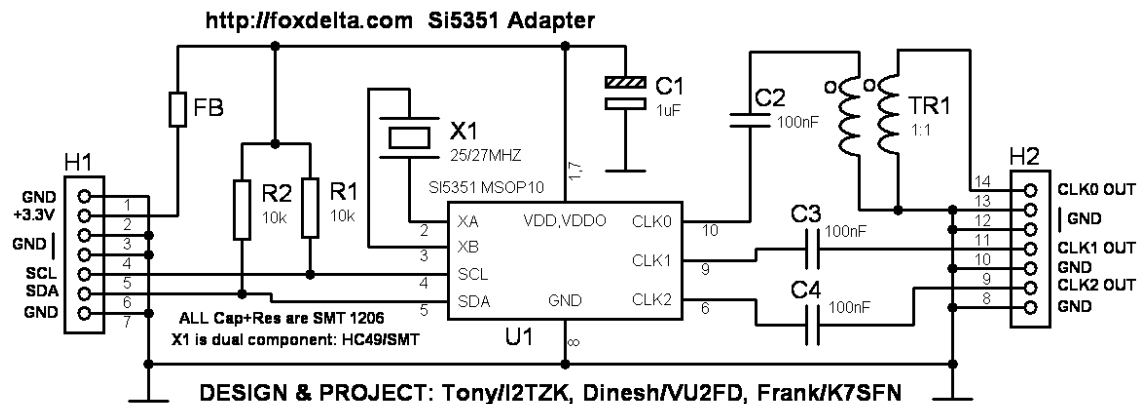 http://foxdelta.com Si5351 Adapter
FB
C1
1uF
C2
100nF
TR1
1:1
X1
25/27MHZ
SI5351 MSOP10
1,7
H1
GND
+3.3V
GND
SCL
SDA
GND
1
2
3
4
5
6
7
R2
10k
R1
10k
2
3
4
5
XA
XB
SCL
SDA
VDD,VDDO
GND
CLK0
CLK1
CLK2
10
9
6
8
U1
C3
100nF
C4
100nF
H2
14
13
12
11
10
9
8
CLK0 OUT
GND
CLK1 OUT
GND
CLK2 OUT
GND
ALL Cap+Res are SMT 1206
X1 is dual component: HC49/SMT
DESIGN & PROJECT: Tony/I2TZK, Dinesh/VU2FD, Frank/K7SFN